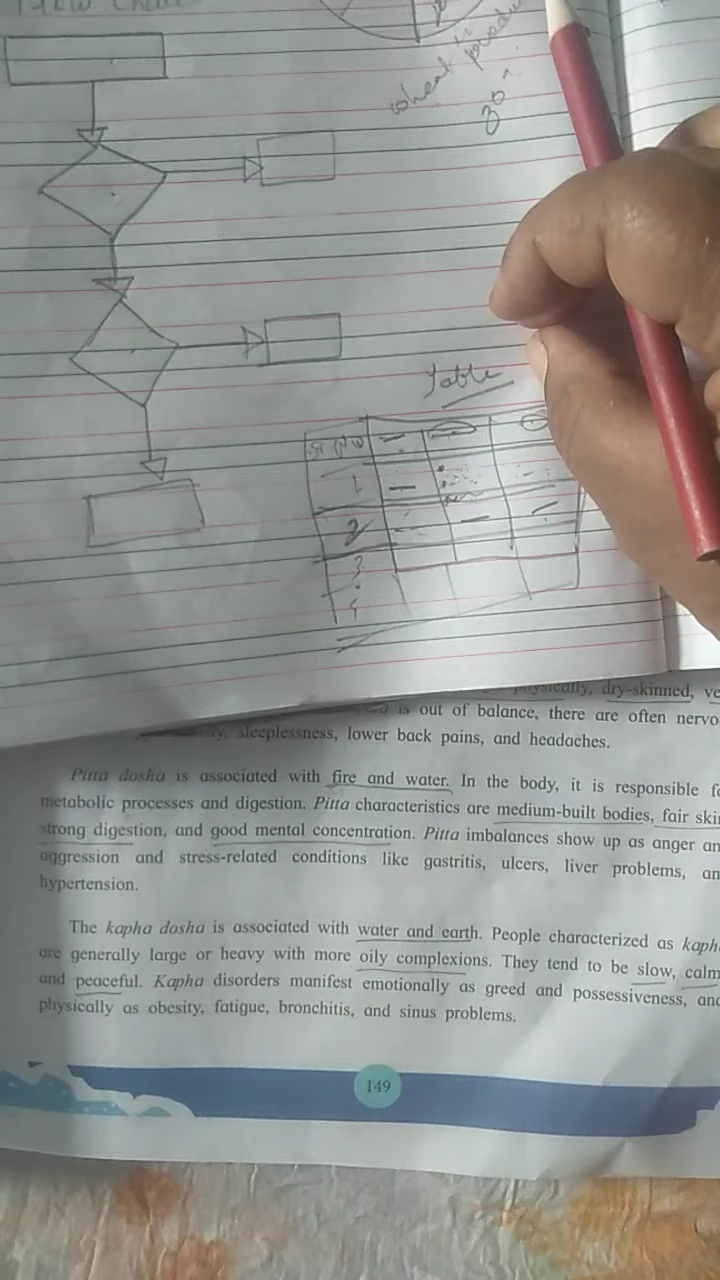 Flow
wheat
30
Table
Sr No
1
2
3
4
physically, dry-skinned,
is out of balance, there are often
sleeplessness, lower back pains, and headaches.
Pitta dosha is associated with fire and water. In the body, it is responsible
metabolic processes and digestion. Pitta characteristics are medium-built bodies, fair
strong digestion, and good mental concentration. Pitta imbalances show up as anger
aggression and stress-related conditions like gastritis, ulcers, liver problems,
hypertension.
The kapha dosha is associated with water and earth. People characterized as
are generally large or heavy with more oily complexions. They tend to be slow, calm
and peaceful. Kapha disorders manifest emotionally as greed and possessiveness,
physically as obesity, fatigue, bronchitis, and sinus problems.
149